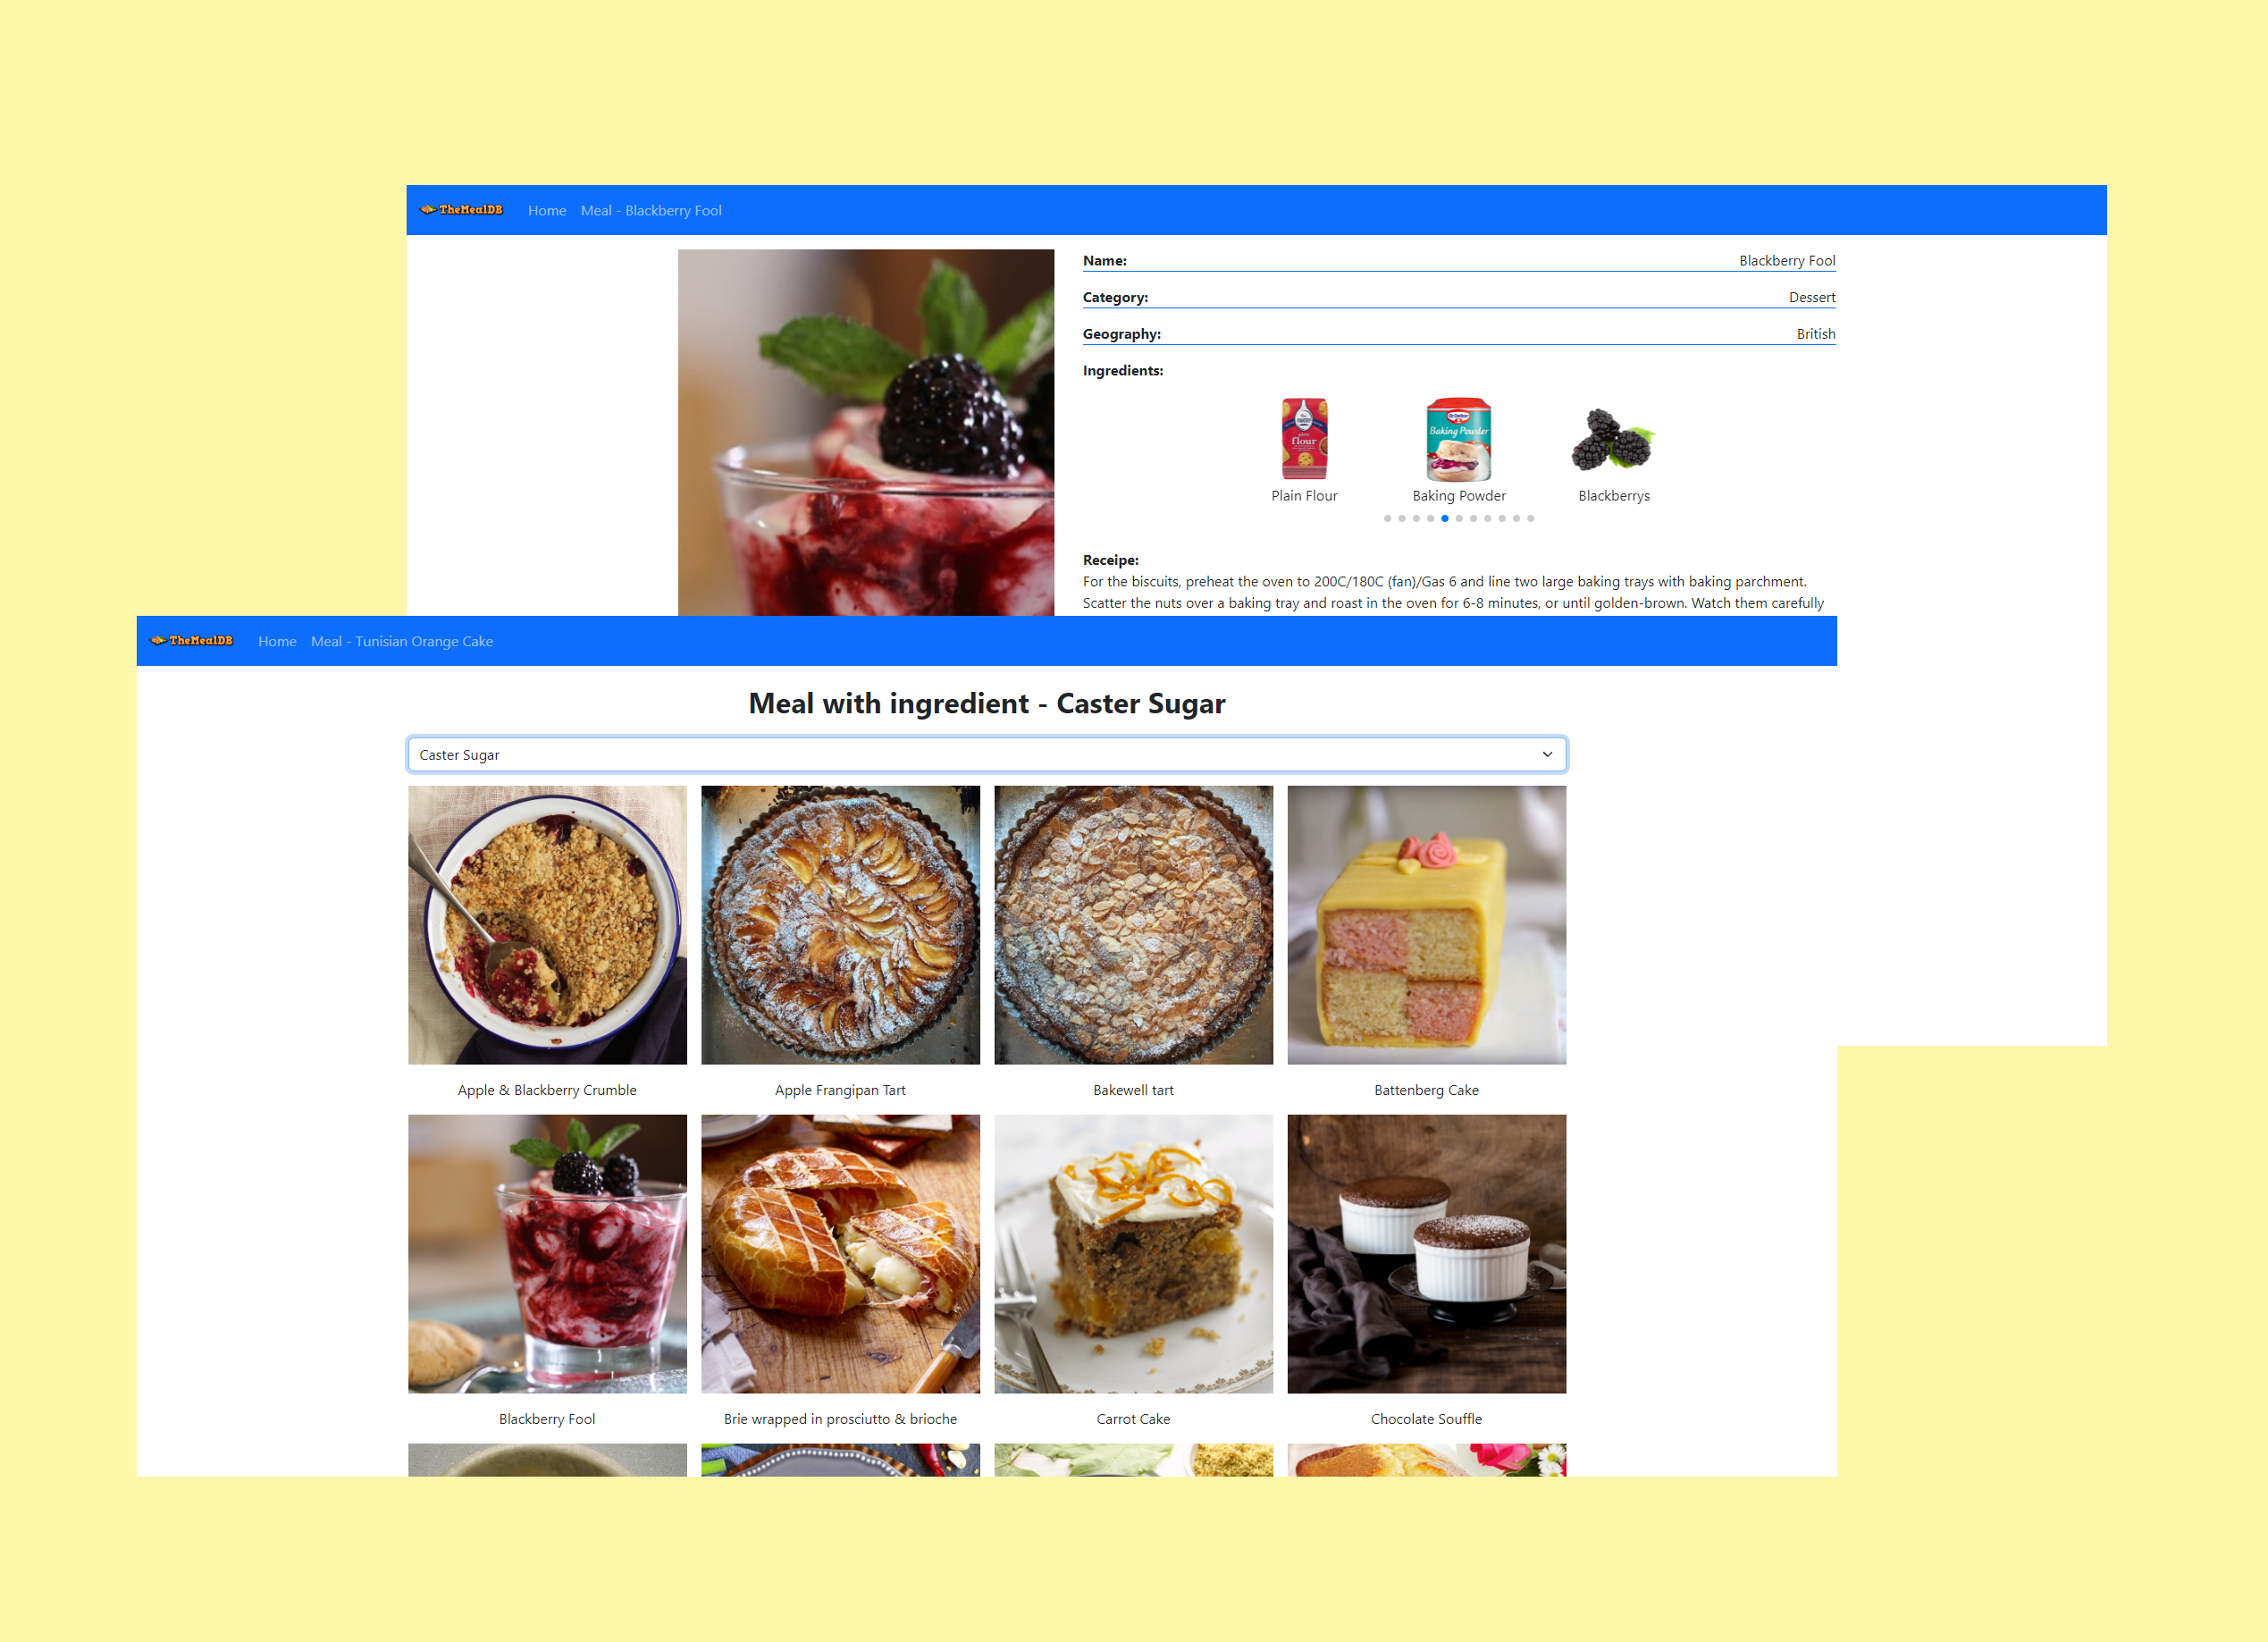 TheMealDB Home Meal - Blackberry Fool
Name: Blackberry Fool
Category: Dessert
Geography: British
Ingredients:
flour
Dr.Oetker
Baking Powder
Plain Flour Baking Powder Blackberrys
Receipe:
For the biscuits, preheat the oven to 200C/180C (fan)/Gas 6 and line two large baking trays with baking parchment.
Scatter the nuts over a baking tray and roast in the oven for 6-8 minutes, or until golden-brown. Watch them carefully
TheMealDB Home Meal - Tunisian Orange Cake
Meal with ingredient - Caster Sugar
Caster Sugar
Apple & Blackberry Crumble Apple Frangipan Tart Bakewell tart Battenberg Cake
Blackberry Fool Brie wrapped in prosciutto & brioche Carrot Cake Chocolate Souffle